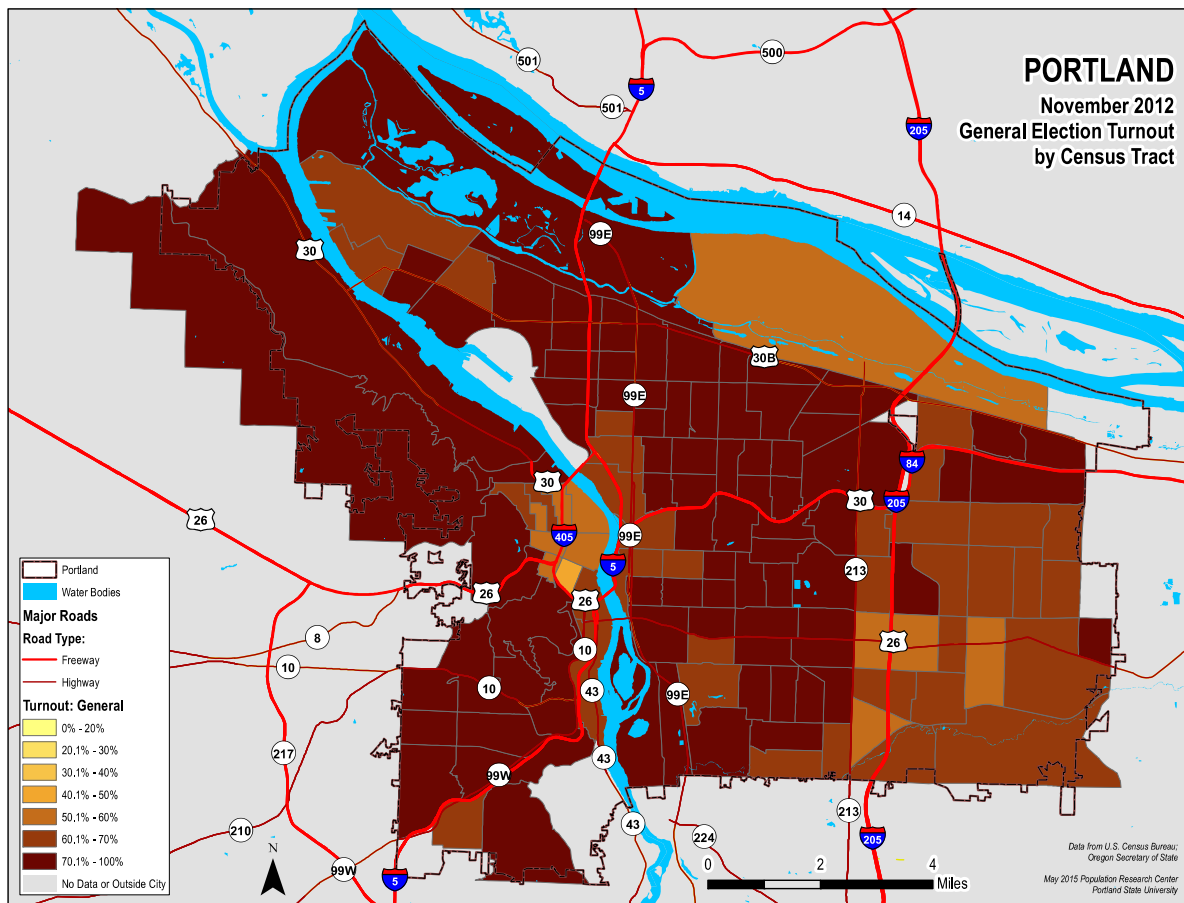 PORTLAND
November 2012
General Election Turnout
by Census Tract
501
500
5
501
205
14
99E
30
30B
99E
84
30
30
205
26
405
99E
213
5
26
26
26
8
10
10
10
43
99E
217
43
99W
210
43
224
213
205
99W
5
Portland
Water Bodies
Major Roads
Road Type:
Freeway
Highway
Turnout: General
0% - 20%
20.1% - 30%
30.1% - 40%
40.1% - 50%
50.1% - 60%
60.1% - 70%
70.1% - 100%
No Data or Outside City
N
0 2 4
Miles
Data from U.S. Census Bureau;
Oregon Secretary of State
May 2015 Population Research Center
Portland State University